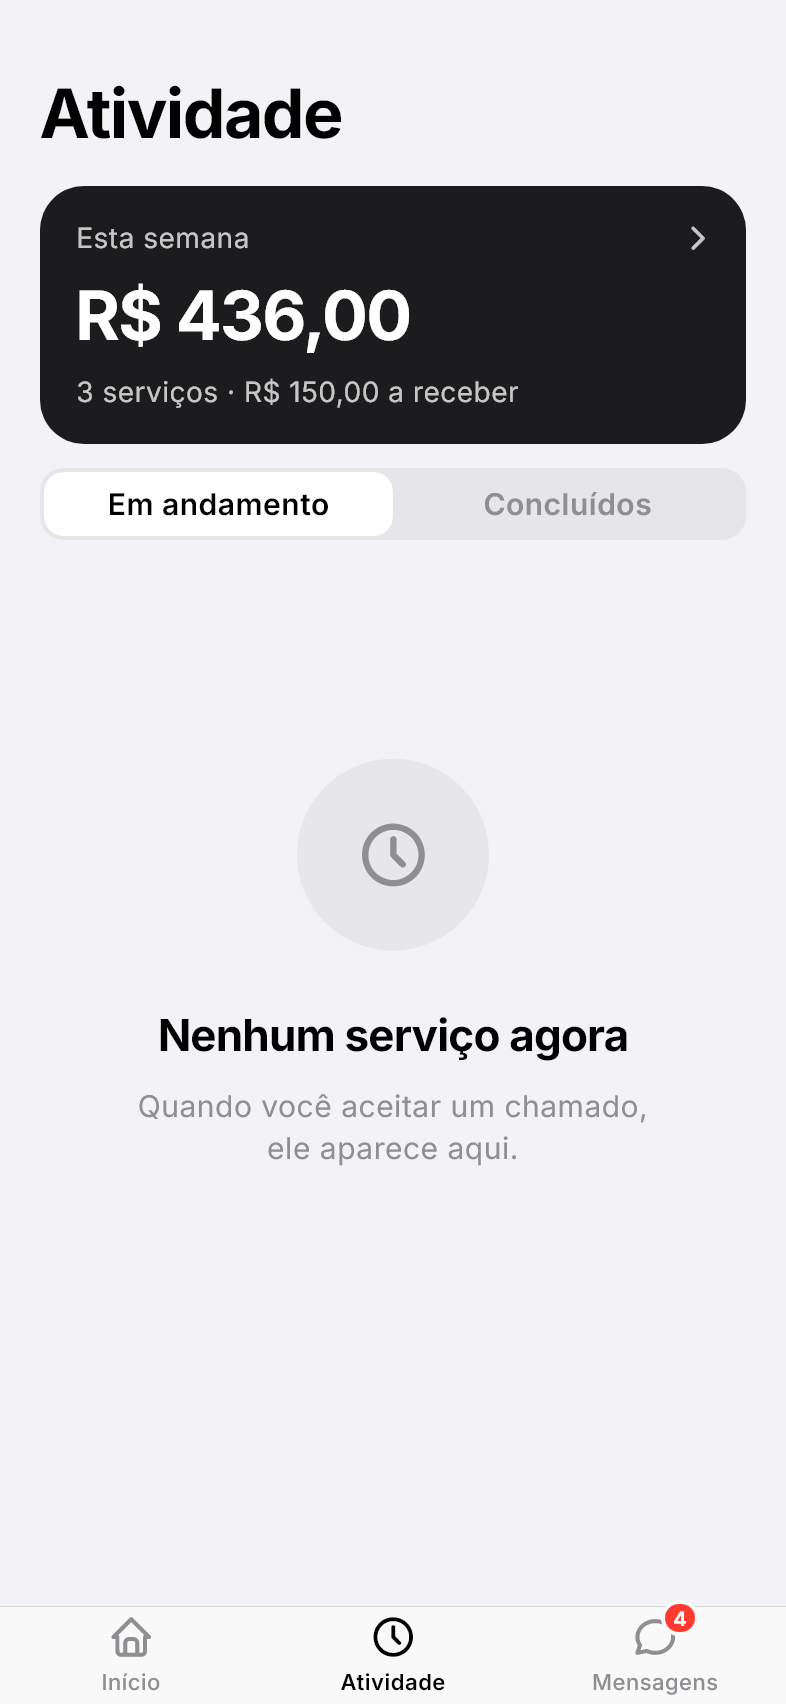 Atividade
Esta semana
R$ 436,00
3 serviços · R$ 150,00 a receber
Em andamento
Concluídos
Nenhum serviço agora
Quando você aceitar um chamado,
ele aparece aqui.
4
Início
Atividade
Mensagens